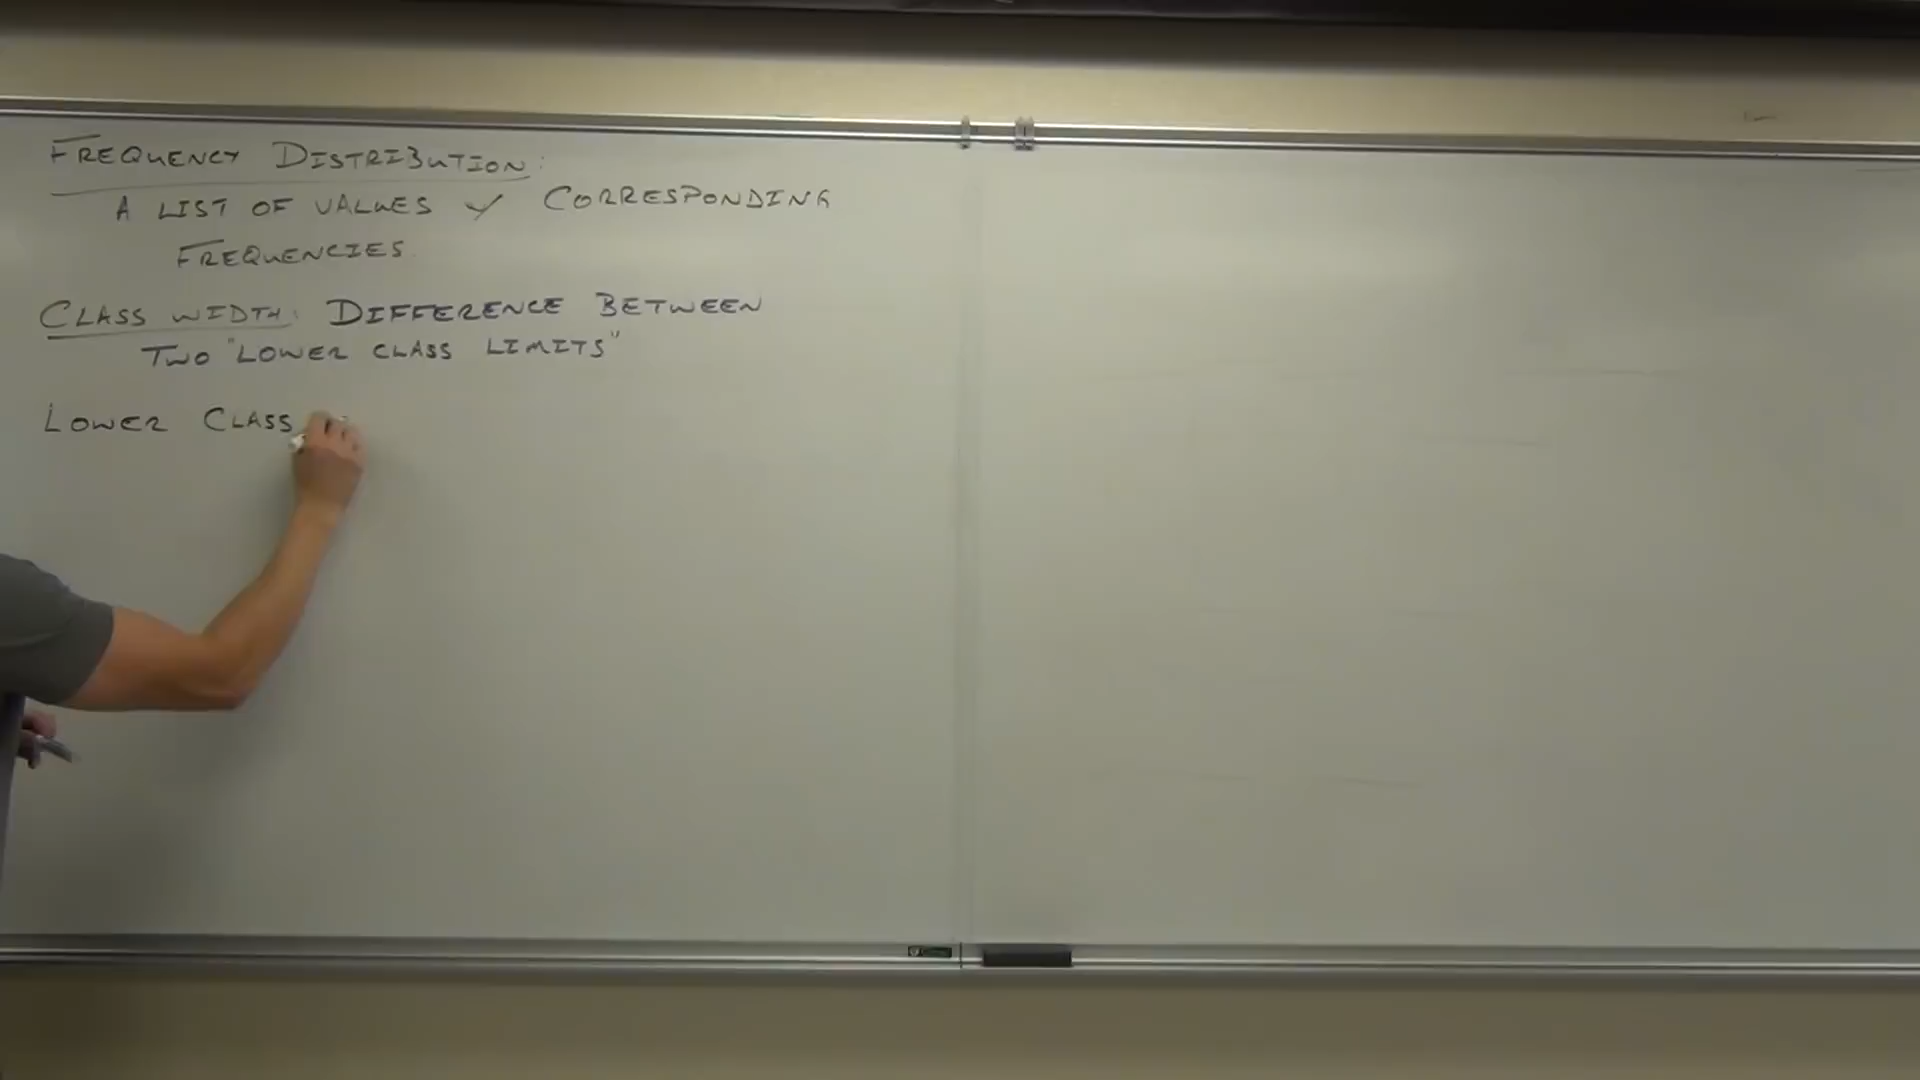 FREQUENCY DISTRIBUTION:
A LIST OF VALUES w/ CORRESPONDING
FREQUENCIES.
CLASS WIDTH: DIFFERENCE BETWEEN
TWO "LOWER CLASS LIMITS"
LOWER CLASS